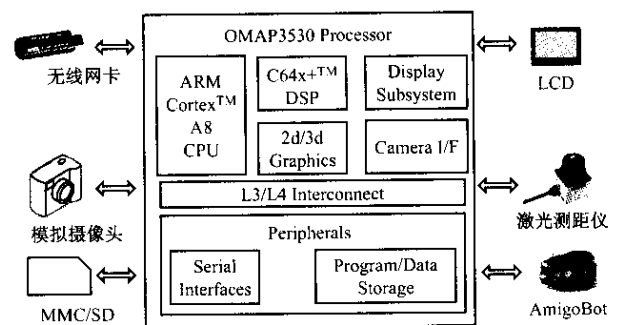 OMAP3530 Processor
无线网卡
ARM
Cortex™
A8
CPU
C64x+™
DSP
Display
Subsystem
LCD
2d/3d
Graphics
Camera I/F
模拟摄像头
L3/L4 Interconnect
激光测距仪
Peripherals
Serial
Interfaces
Program/Data
Storage
MMC/SD
AmigoBot